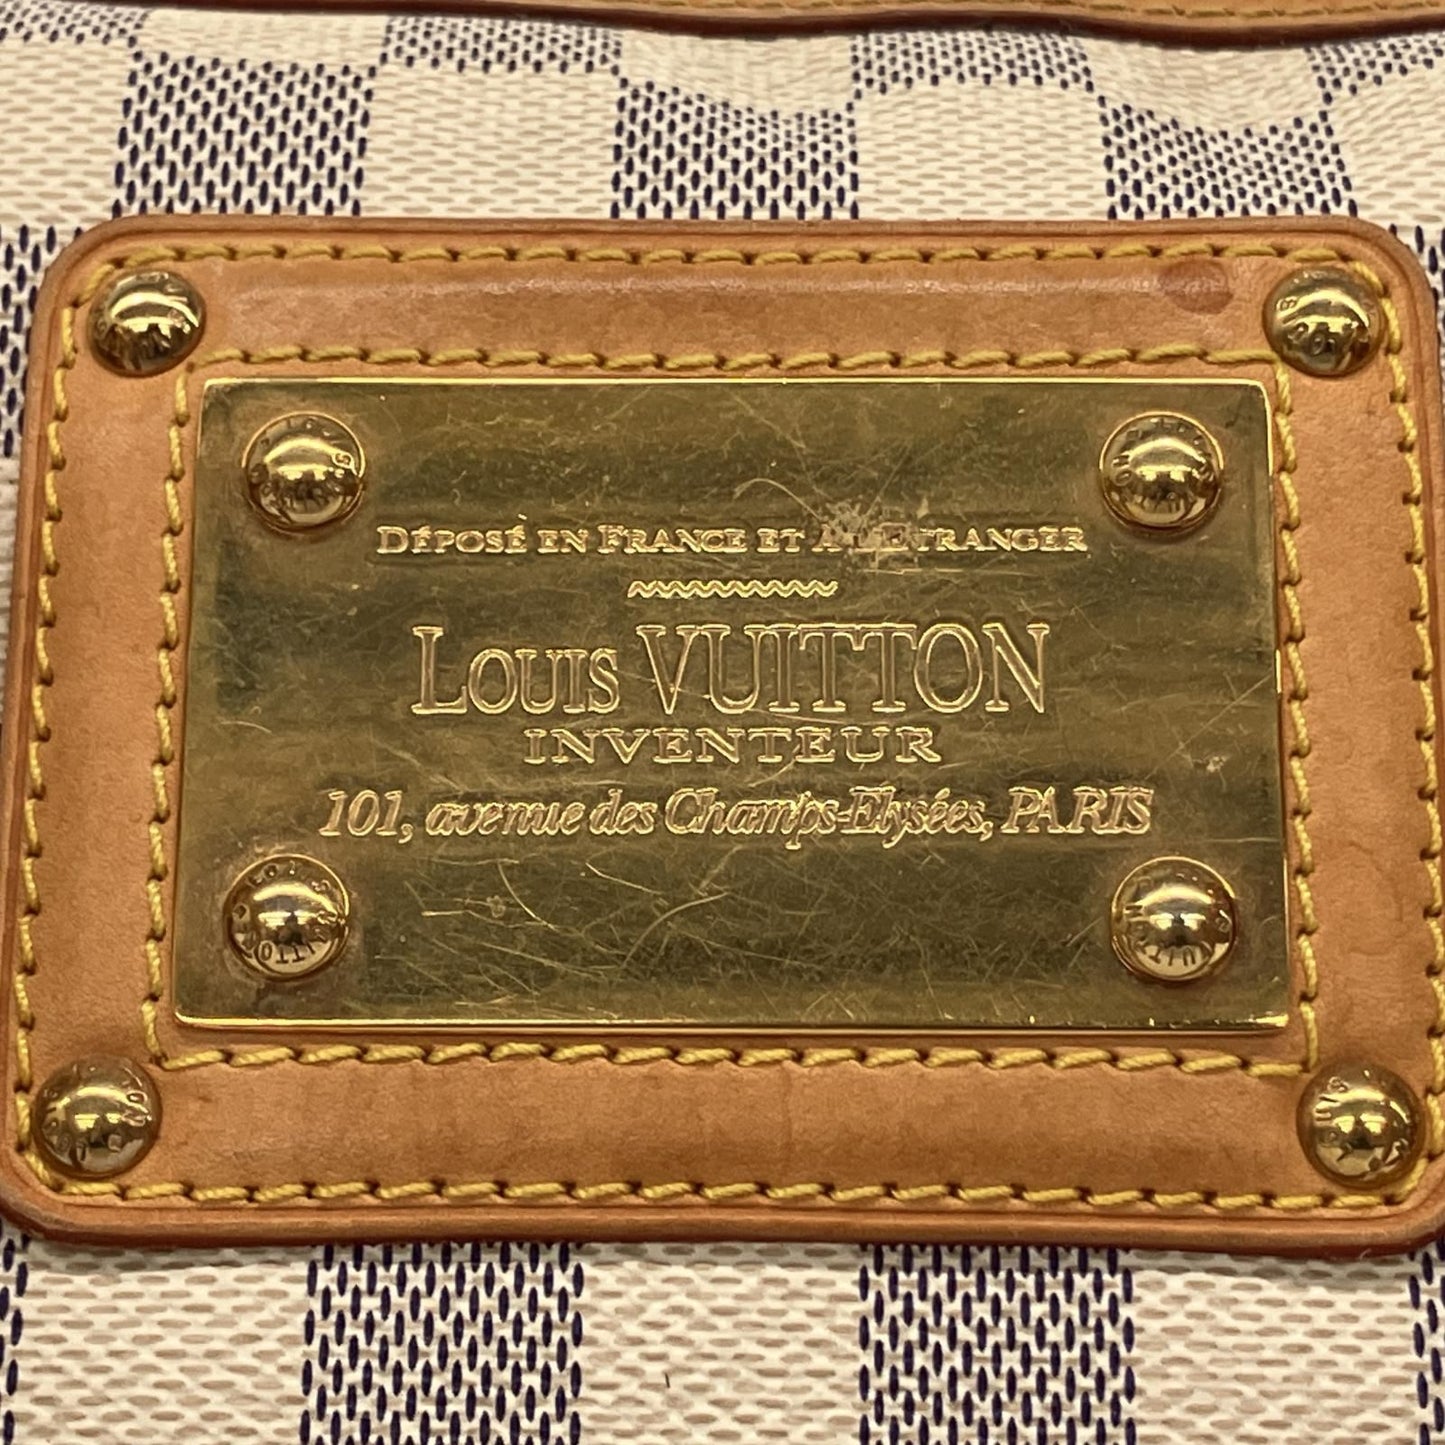 DÉPOSÉ EN FRANCE ET À L'ETRANGER
LOUIS VUITTON
INVENTEUR
101, avenue des Champs-Elysées, PARIS